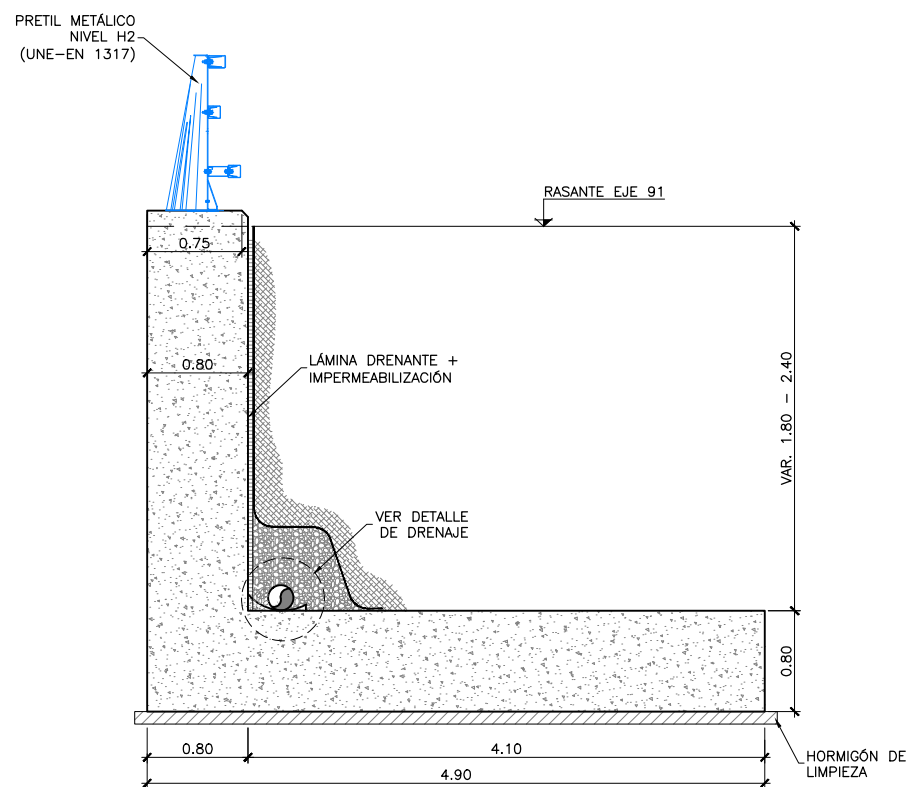 PRETIL METÁLICO
NIVEL H2
(UNE-EN 1317)
RASANTE EJE 91
0.75
0.80
LÁMINA DRENANTE +
IMPERMEABILIZACIÓN
VAR. 1.80 - 2.40
VER DETALLE
DE DRENAJE
0.80
0.80
4.10
4.90
HORMIGÓN DE
LIMPIEZA